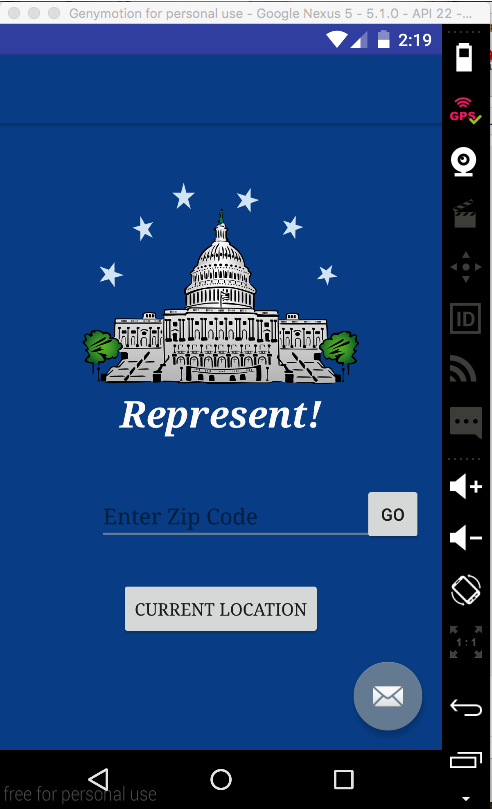 Genymotion for personal use - Google Nexus 5 - 5.1.0 - API 22 -...
2:19
GPS
ID
Represent!
Enter Zip Code
GO
CURRENT LOCATION
1:1
free for personal use